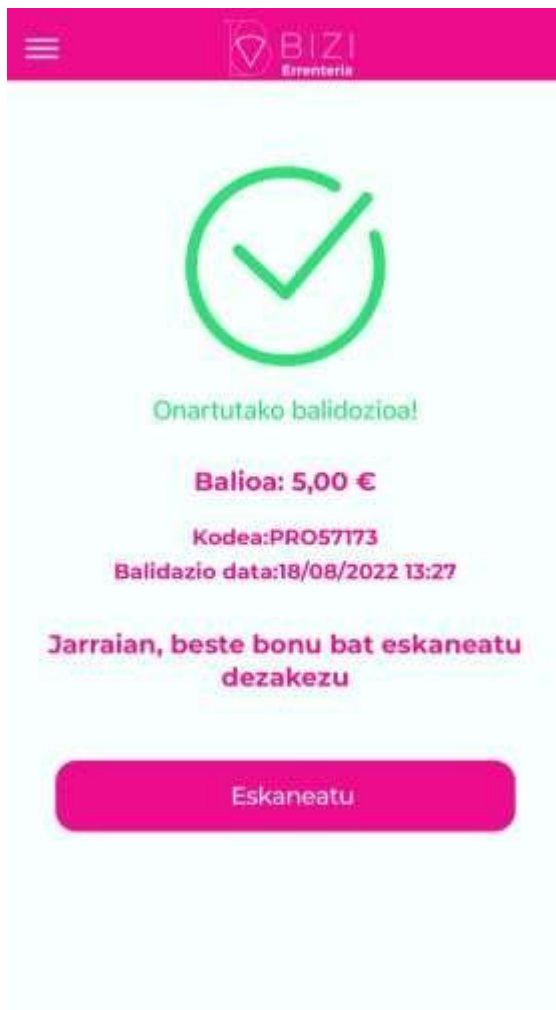 BIZI
Errenteria
Onartutako balidozioa!
Balioa: 5,00 €
Kodea:PRO57173
Balidazio data:18/08/2022 13:27
Jarraian, beste bonu bat eskaneatu
dezakezu
Eskaneatu